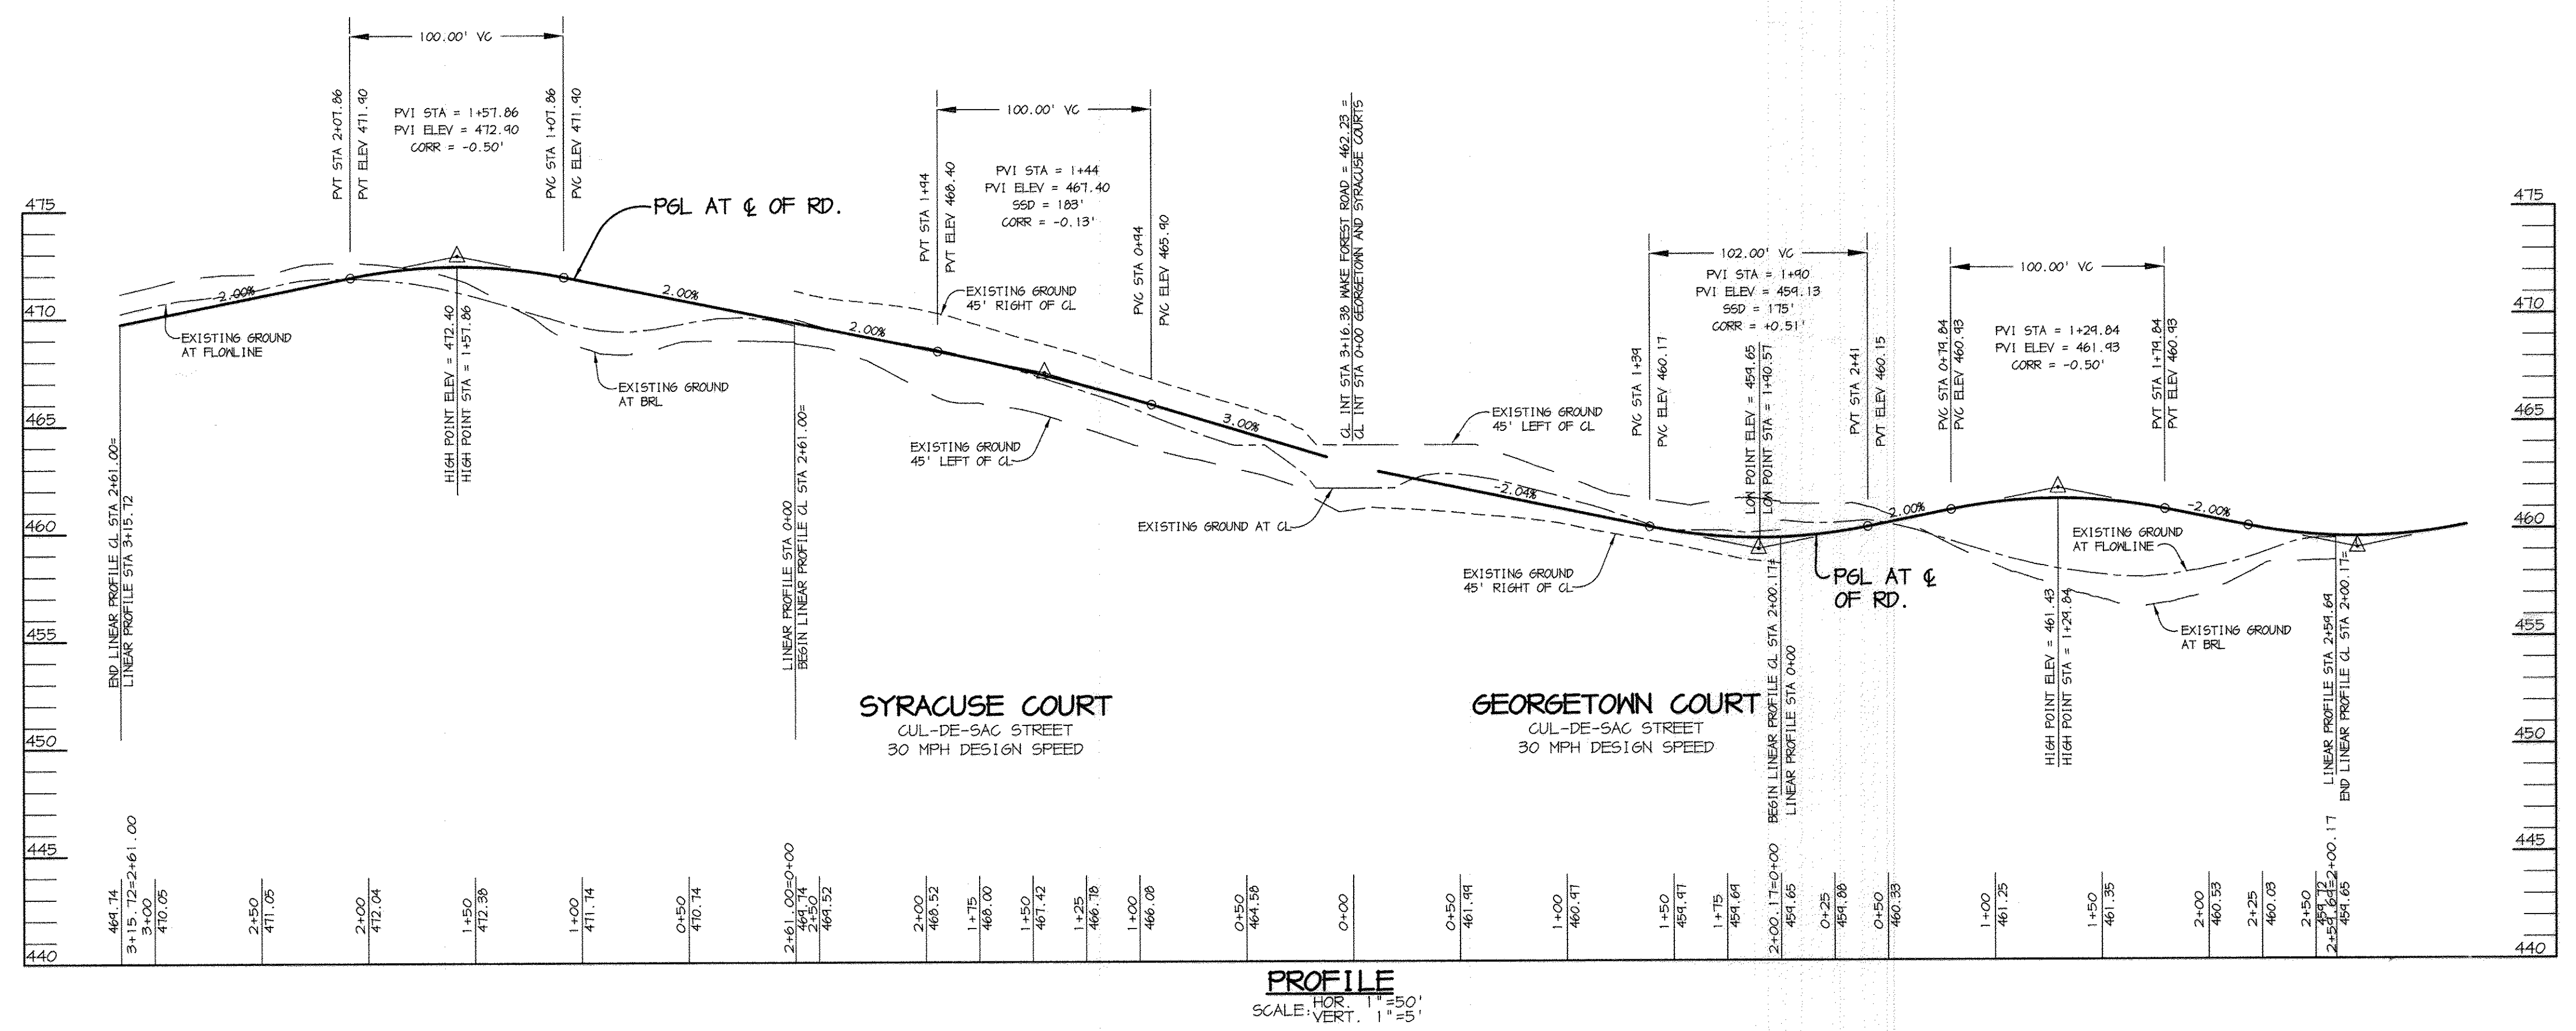 100.00' VC
PVT STA 2+07.86
PVT ELEV 471.90
PVI STA = 1+57.86
PVI ELEV = 472.90
CORR = -0.50'
PVC STA 1+07.86
PVC ELEV 471.90
PGL AT ℄ OF RD.
100.00' VC
PVT STA 1+94
PVT ELEV 468.40
PVI STA = 1+44
PVI ELEV = 467.40
SSD = 183'
CORR = -0.13'
PVC STA 0+94
PVC ELEV 465.90
CL INT STA 3+16.38 WAKE FOREST ROAD = 462.23 =
CL INT STA 0+00 GEORGETOWN AND SYRACUSE COURTS
102.00' VC
PVI STA = 1+90
PVI ELEV = 459.13
SSD = 175'
CORR = +0.51'
PVC STA 1+39
PVC ELEV 460.17
LOW POINT ELEV = 459.65
LOW POINT STA = 1+90.57
PVT STA 2+41
PVT ELEV 460.15
100.00' VC
PVC STA 0+79.84
PVC ELEV 460.93
PVI STA = 1+29.84
PVI ELEV = 461.93
CORR = -0.50'
PVT STA 1+79.84
PVT ELEV 460.93
475
470
465
460
455
450
445
440
475
470
465
460
455
450
445
440
2.00%
EXISTING GROUND
AT FLOWLINE
HIGH POINT ELEV = 472.40
HIGH POINT STA = 1+57.86
EXISTING GROUND
AT BRL
2.00%
2.00%
EXISTING GROUND
45' RIGHT OF CL
EXISTING GROUND
45' LEFT OF CL
3.00%
EXISTING GROUND AT CL
EXISTING GROUND
45' LEFT OF CL
-2.04%
EXISTING GROUND
45' RIGHT OF CL
PGL AT ℄
OF RD.
2.00%
-2.00%
EXISTING GROUND
AT FLOWLINE
EXISTING GROUND
AT BRL
HIGH POINT ELEV = 461.43
HIGH POINT STA = 1+29.84
END LINEAR PROFILE CL STA 2+61.00=
LINEAR PROFILE STA 3+15.72
LINEAR PROFILE STA 0+00
BEGIN LINEAR PROFILE CL STA 2+61.00=
BEGIN LINEAR PROFILE CL STA 2+00.17=
LINEAR PROFILE STA 0+00
LINEAR PROFILE STA 2+59.69
END LINEAR PROFILE CL STA 2+00.17=
SYRACUSE COURT
CUL-DE-SAC STREET
30 MPH DESIGN SPEED
GEORGETOWN COURT
CUL-DE-SAC STREET
30 MPH DESIGN SPEED
469.74
3+15.72=2+61.00
3+00
470.05
2+50
471.05
2+00
472.04
1+50
472.38
1+00
471.74
0+50
470.74
2+61.00=0+00
469.74
2+50
469.52
2+00
468.52
1+75
468.00
1+50
467.42
1+25
466.78
1+00
466.08
0+50
464.58
0+00
0+50
461.99
1+00
460.97
1+50
459.97
1+75
459.69
2+00.17=0+00
459.65
0+25
459.88
0+50
460.33
1+00
461.25
1+50
461.35
2+00
460.53
2+25
460.03
2+50
459.72
2+59.69=2+00.17
459.65
PROFILE
SCALE: HOR. 1"=50'
VERT. 1"=5'